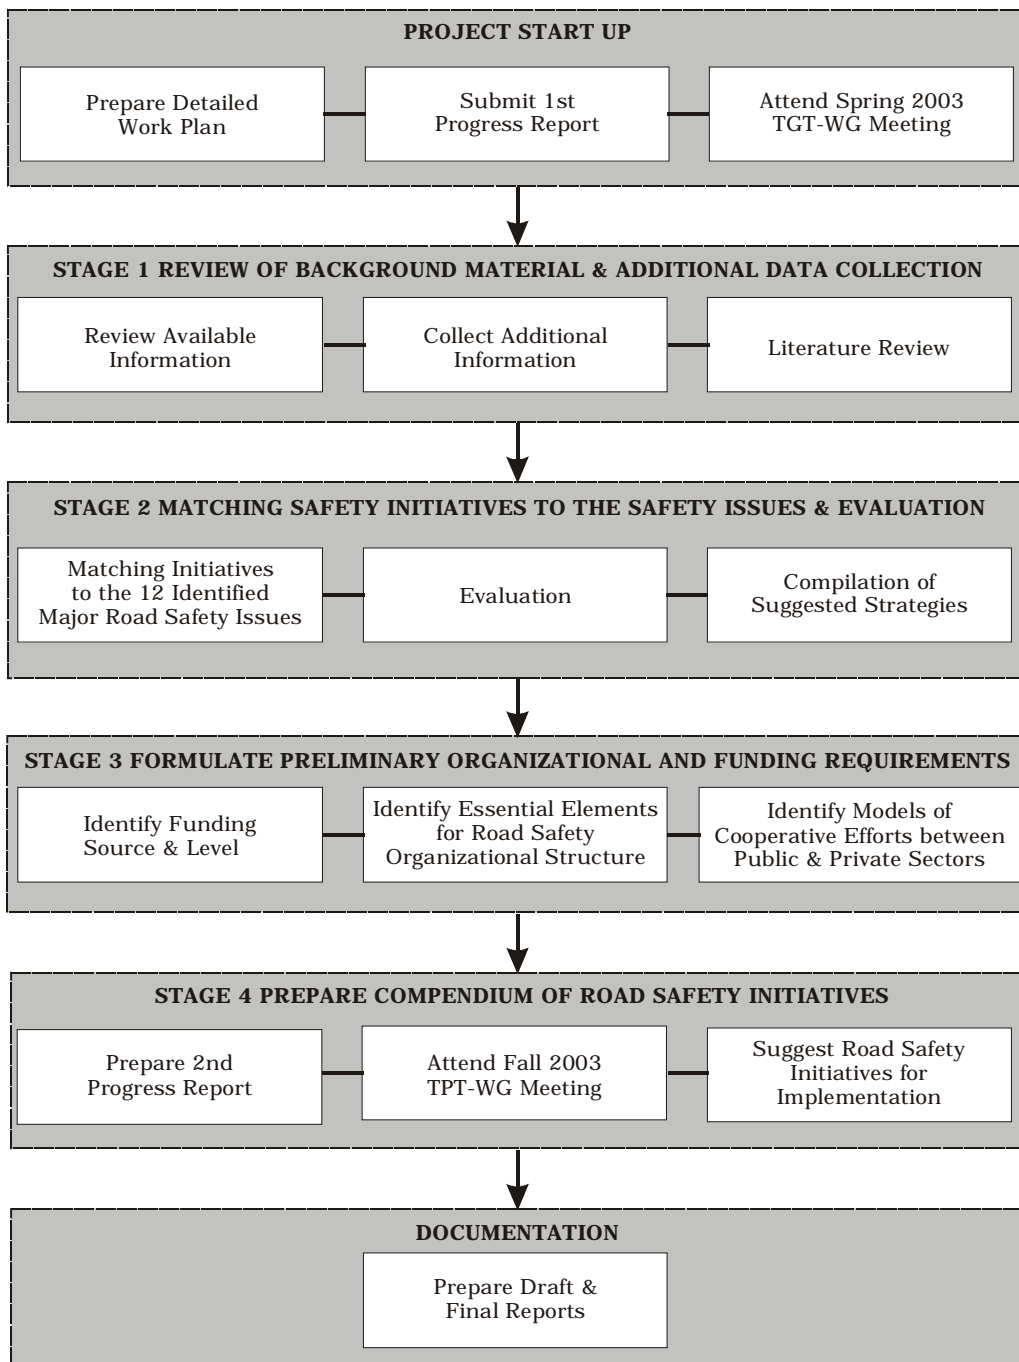 PROJECT START UP
Prepare Detailed
Work Plan
Submit 1st
Progress Report
Attend Spring 2003
TGT-WG Meeting
STAGE 1 REVIEW OF BACKGROUND MATERIAL & ADDITIONAL DATA COLLECTION
Review Available
Information
Collect Additional
Information
Literature Review
STAGE 2 MATCHING SAFETY INITIATIVES TO THE SAFETY ISSUES & EVALUATION
Matching Initiatives
to the 12 Identified
Major Road Safety Issues
Evaluation
Compilation of
Suggested Strategies
STAGE 3 FORMULATE PRELIMINARY ORGANIZATIONAL AND FUNDING REQUIREMENTS
Identify Funding
Source & Level
Identify Essential Elements
for Road Safety
Organizational Structure
Identify Models of
Cooperative Efforts between
Public & Private Sectors
STAGE 4 PREPARE COMPENDIUM OF ROAD SAFETY INITIATIVES
Prepare 2nd
Progress Report
Attend Fall 2003
TPT-WG Meeting
Suggest Road Safety
Initiatives for
Implementation
DOCUMENTATION
Prepare Draft &
Final Reports